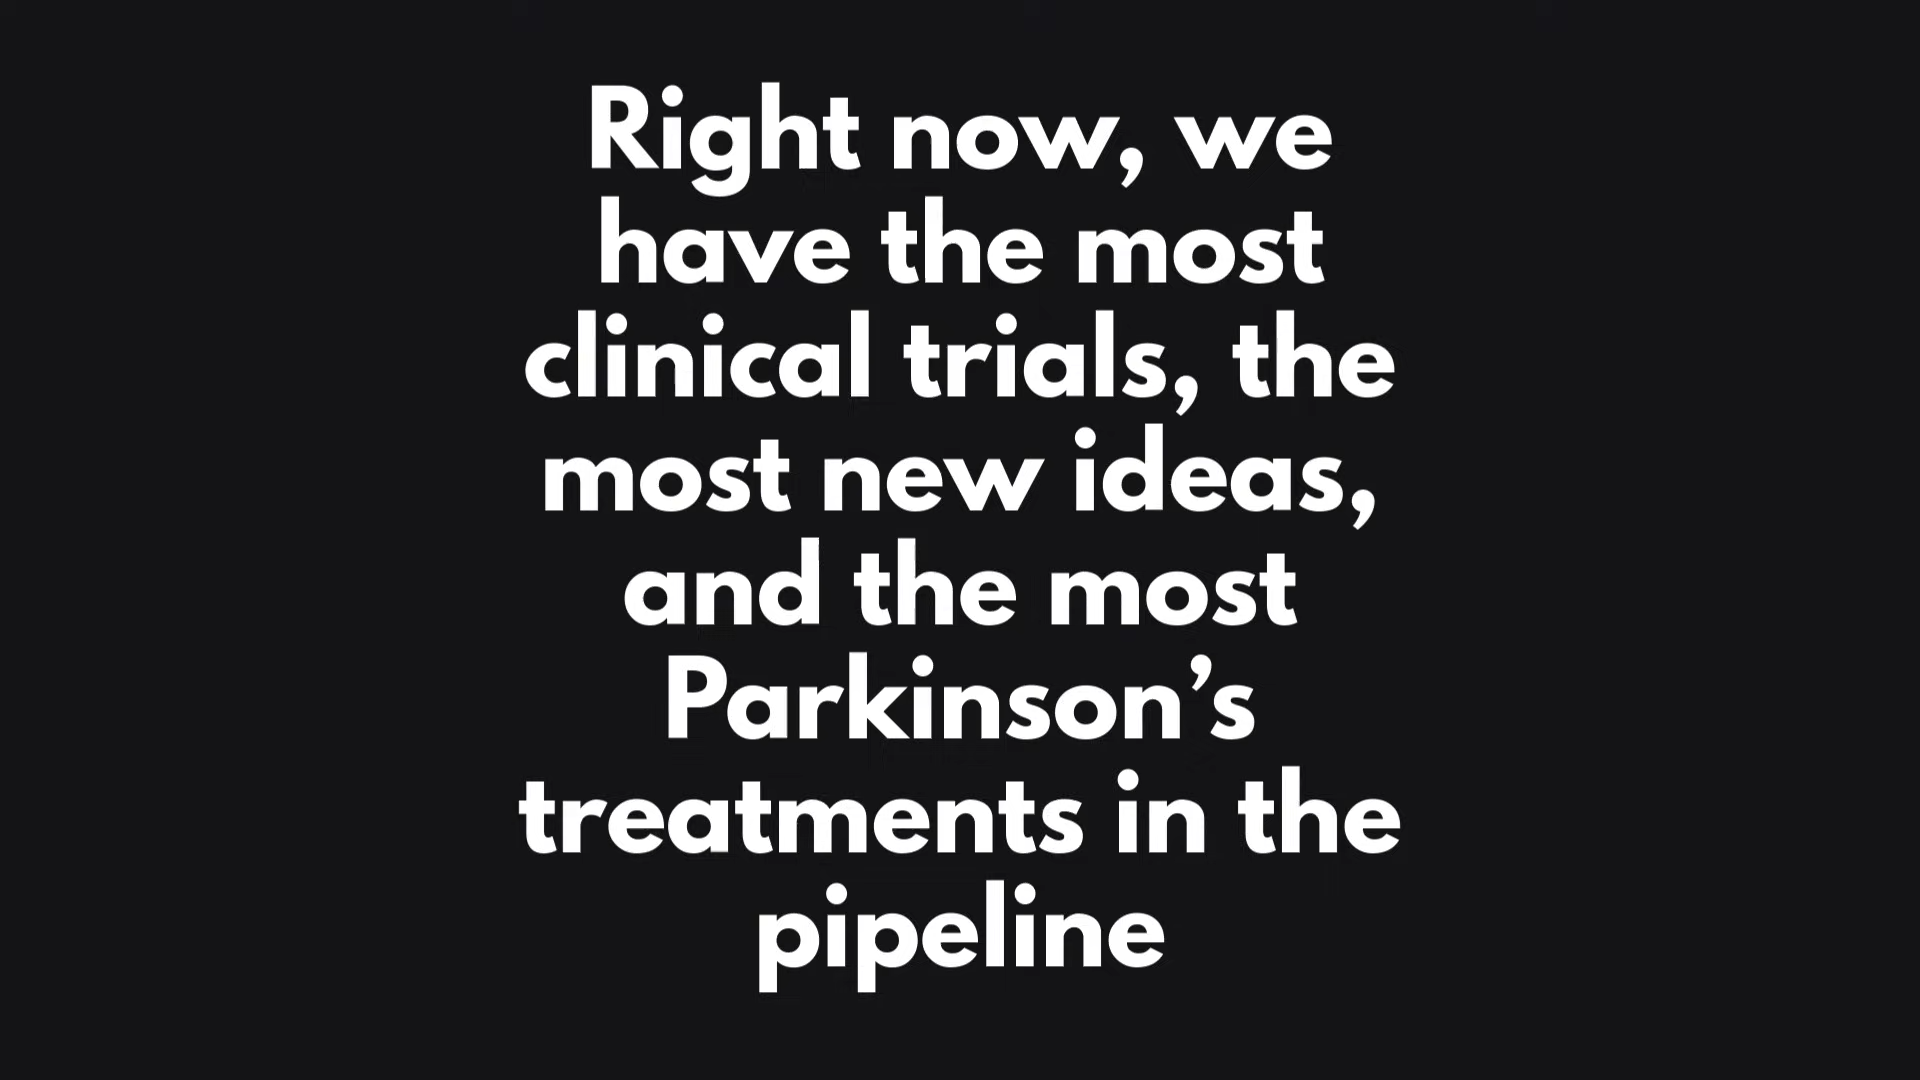 Right now, we
have the most
clinical trials, the
most new ideas,
and the most
Parkinson’s
treatments in the
pipeline